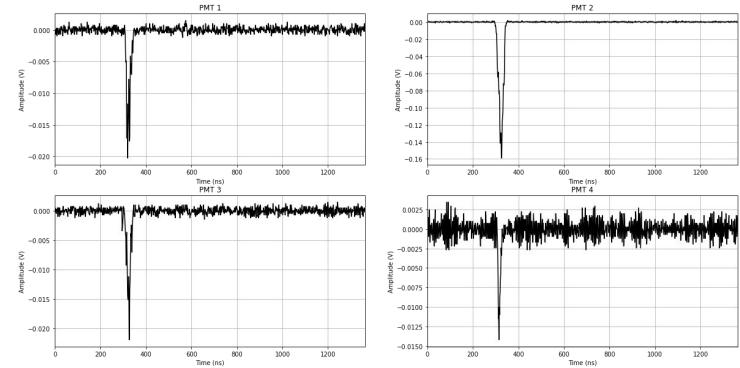 PMT 1
0.000
−0.005
−0.010
−0.015
−0.020
Amplitude (V)
0 200 400 600 800 1000 1200
Time (ns)
PMT 2
0.00
−0.02
−0.04
−0.06
−0.08
−0.10
−0.12
−0.14
−0.16
Amplitude (V)
0 200 400 600 800 1000 1200
Time (ns)
PMT 3
0.000
−0.005
−0.010
−0.015
−0.020
Amplitude (V)
0 200 400 600 800 1000 1200
Time (ns)
PMT 4
0.0025
0.0000
−0.0025
−0.0050
−0.0075
−0.0100
−0.0125
−0.0150
Amplitude (V)
0 200 400 600 800 1000 1200
Time (ns)